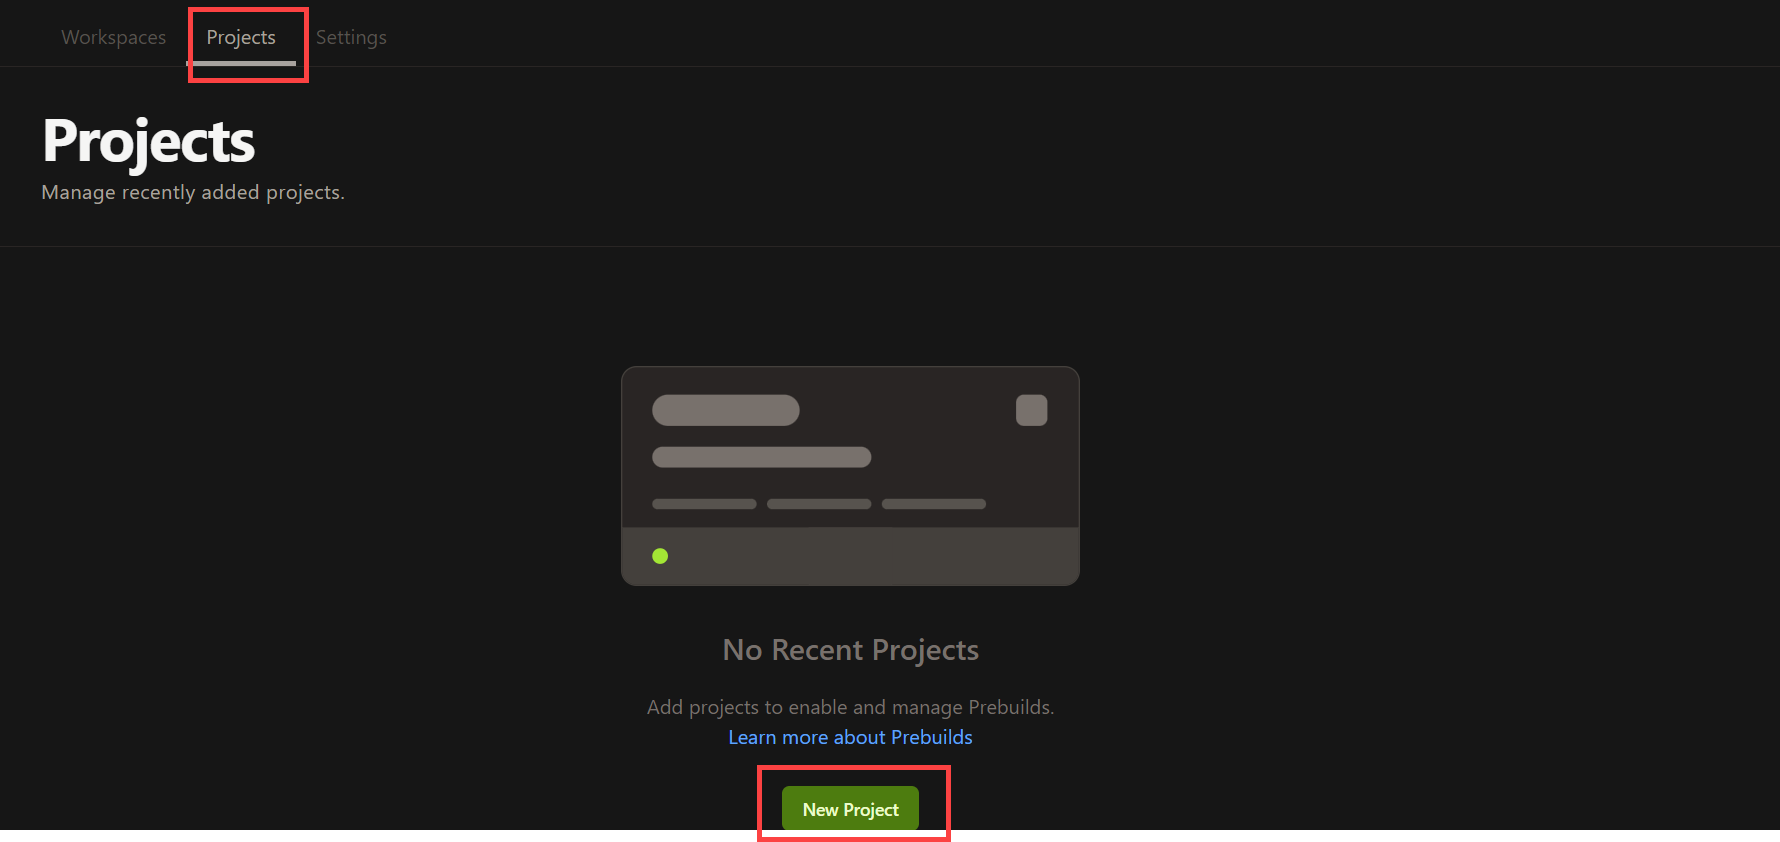 Workspaces Projects Settings
Projects
Manage recently added projects.
No Recent Projects
Add projects to enable and manage Prebuilds.
Learn more about Prebuilds
New Project